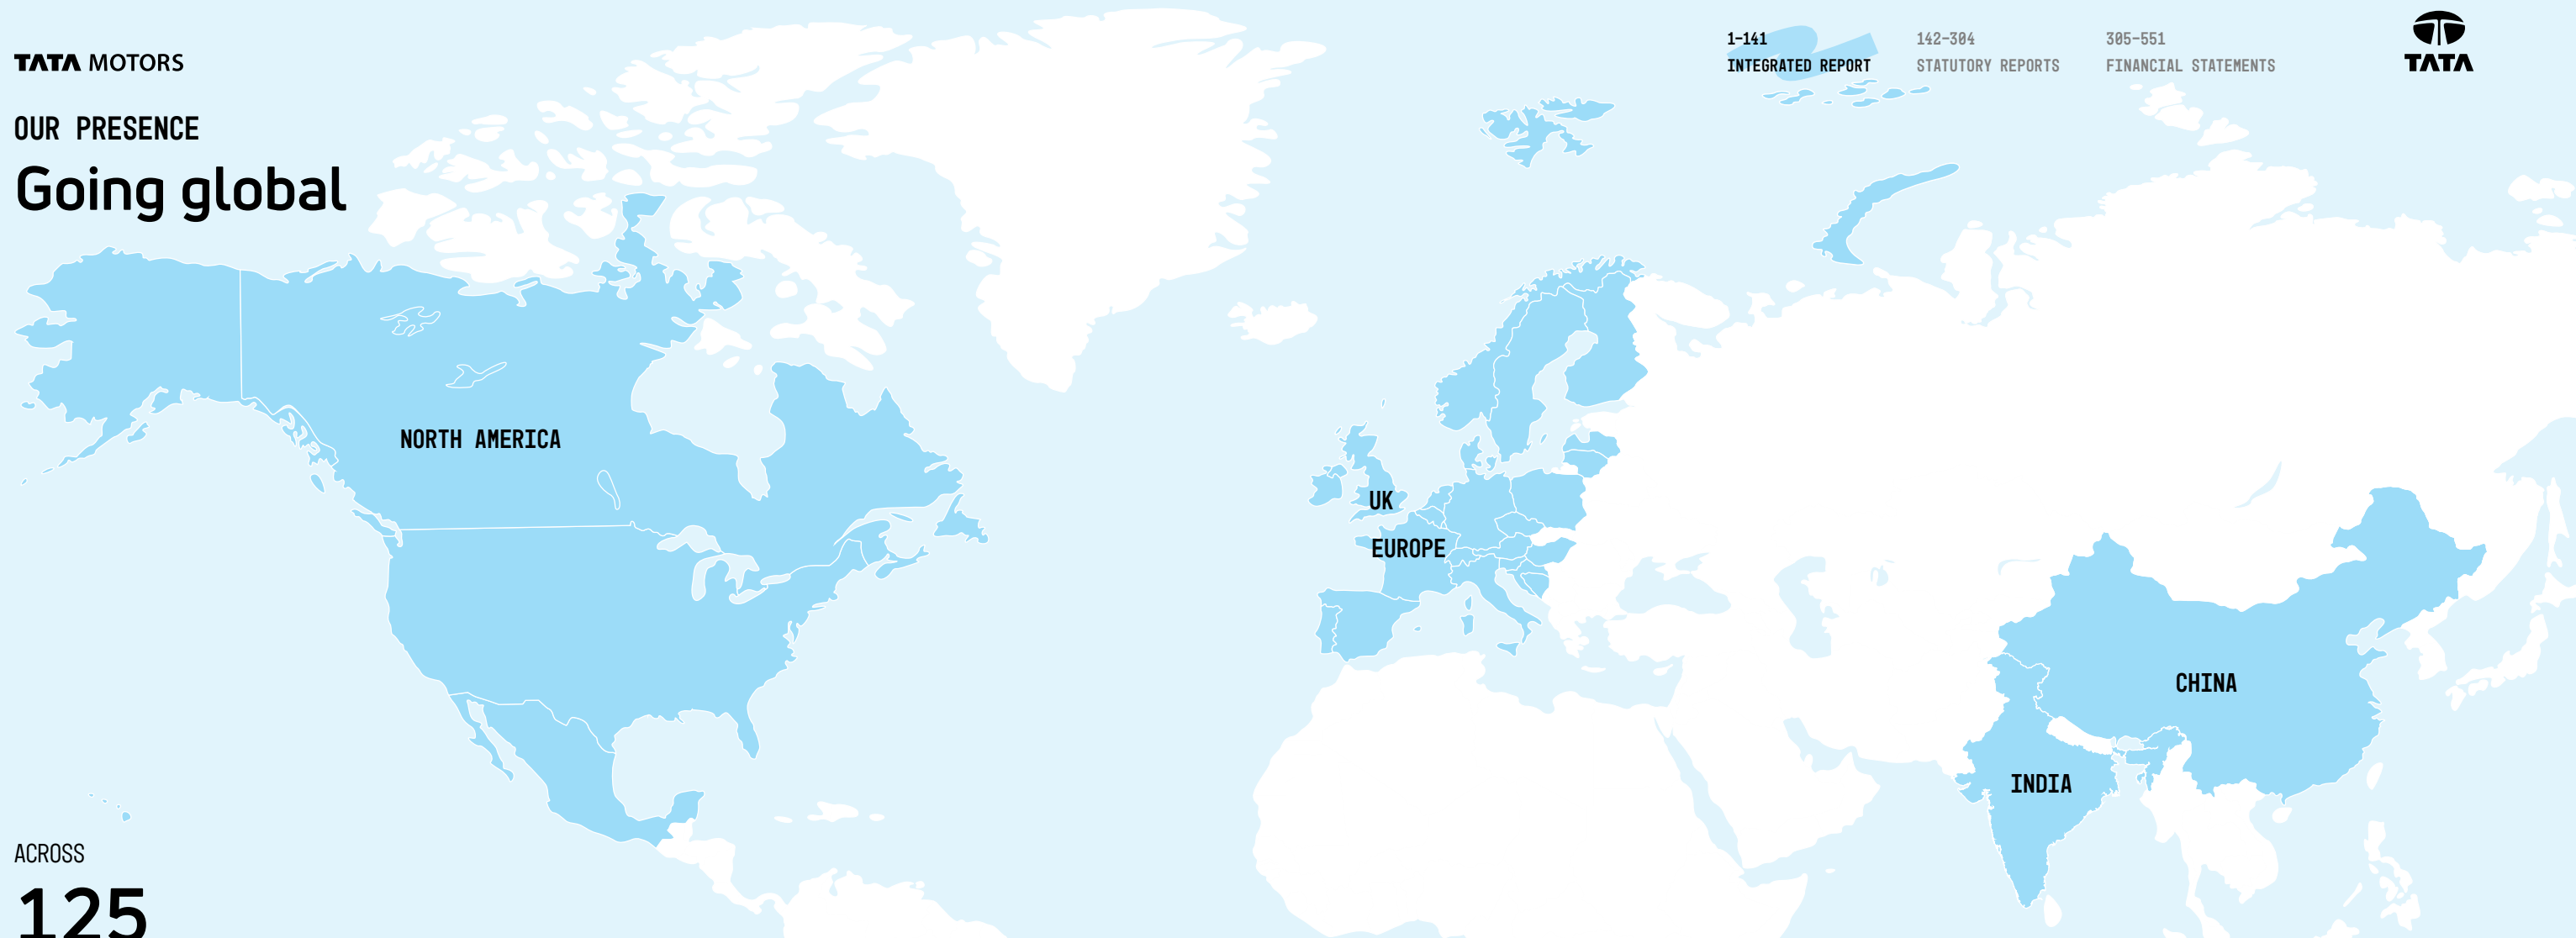 TATA MOTORS
1–141
INTEGRATED REPORT
142–304
STATUTORY REPORTS
305–551
FINANCIAL STATEMENTS
TATA
OUR PRESENCE
Going global
NORTH AMERICA
UK
EUROPE
CHINA
INDIA
ACROSS
125